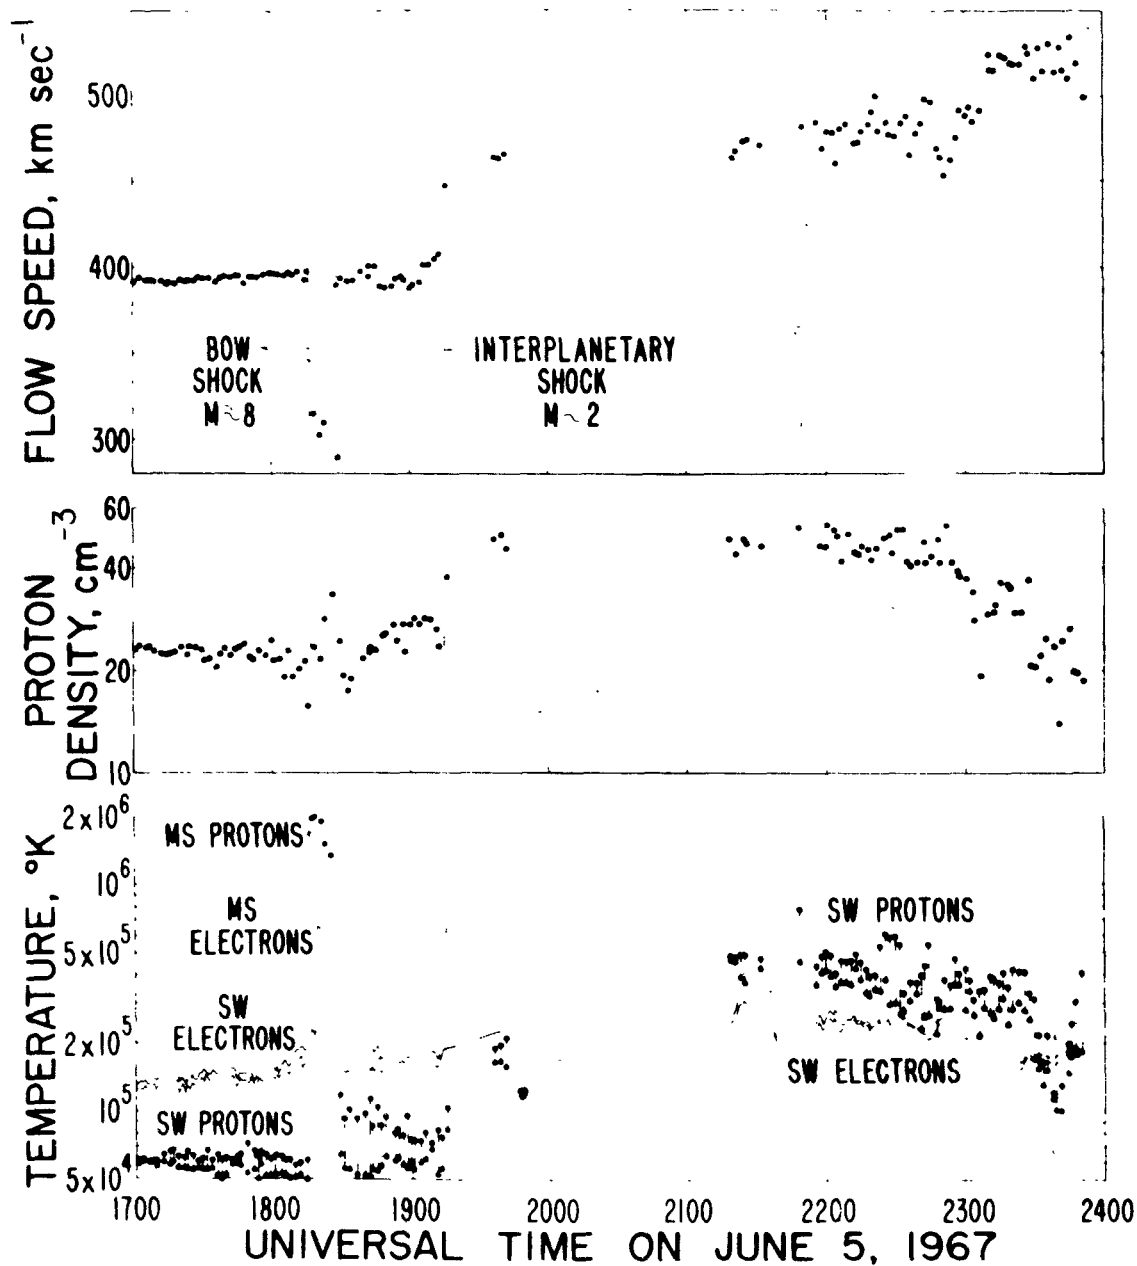 FLOW SPEED, km sec⁻¹
500
400
300
BOW
SHOCK
M~8
INTERPLANETARY
SHOCK
M~2
PROTON
DENSITY, cm⁻³
60
40
20
10
TEMPERATURE, °K
2x10⁶
10⁶
5x10⁵
2x10⁵
10⁵
5x10⁴
MS PROTONS
MS
ELECTRONS
SW
ELECTRONS
SW PROTONS
SW PROTONS
SW ELECTRONS
1700 1800 1900 2000 2100 2200 2300 2400
UNIVERSAL TIME ON JUNE 5, 1967